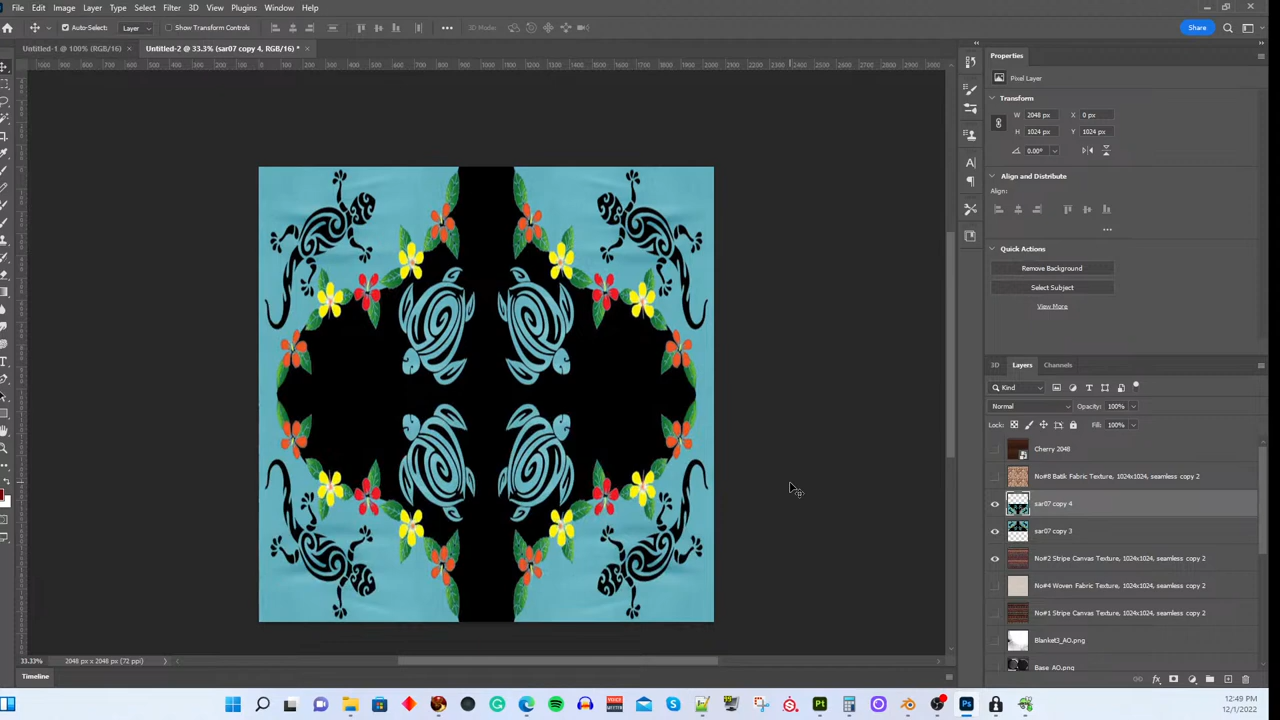 File Edit Image Layer Type Select Filter 3D View Plugins Window Help
Auto-Select: Layer Show Transform Controls 3D Mode: Share
Untitled-1 @ 100% (RGB/16) × Untitled-2 @ 33.3% (sar07 copy 4, RGB/16) * ×
Properties
Pixel Layer
Transform
W 2048 px X 0 px
H 1024 px Y 1024 px
0.00°
Align and Distribute
Align:
Quick Actions
Remove Background
Select Subject
View More
3D Layers Channels
Kind
Normal Opacity: 100%
Lock: Fill: 100%
Cherry 2048
No#8 Batik Fabric Texture, 1024x1024, seamless copy 2
sar07 copy 4
sar07 copy 3
No#2 Stripe Canvas Texture, 1024x1024, seamless copy 2
No#4 Woven Fabric Texture, 1024x1024, seamless copy 2
No#1 Stripe Canvas Texture, 1024x1024, seamless copy 2
Blanket3_AO.png
Base_AO.png
33.33% 2048 px x 2048 px (72 ppi)
Timeline
12:49 PM
12/1/2022